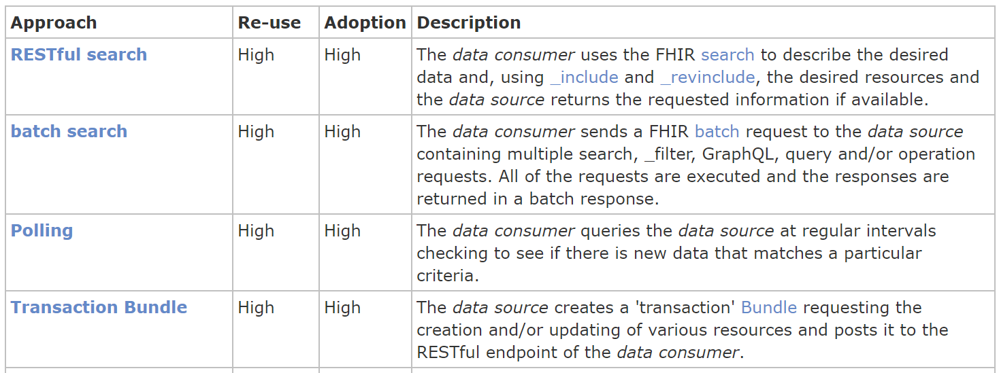 Approach Re-use Adoption Description
RESTful search High High The data consumer uses the FHIR search to describe the desired
data and, using _include and _revinclude, the desired resources and
the data source returns the requested information if available.
batch search High High The data consumer sends a FHIR batch request to the data source
containing multiple search, _filter, GraphQL, query and/or operation
requests. All of the requests are executed and the responses are
returned in a batch response.
Polling High High The data consumer queries the data source at regular intervals
checking to see if there is new data that matches a particular
criteria.
Transaction Bundle High High The data source creates a 'transaction' Bundle requesting the
creation and/or updating of various resources and posts it to the
RESTful endpoint of the data consumer.